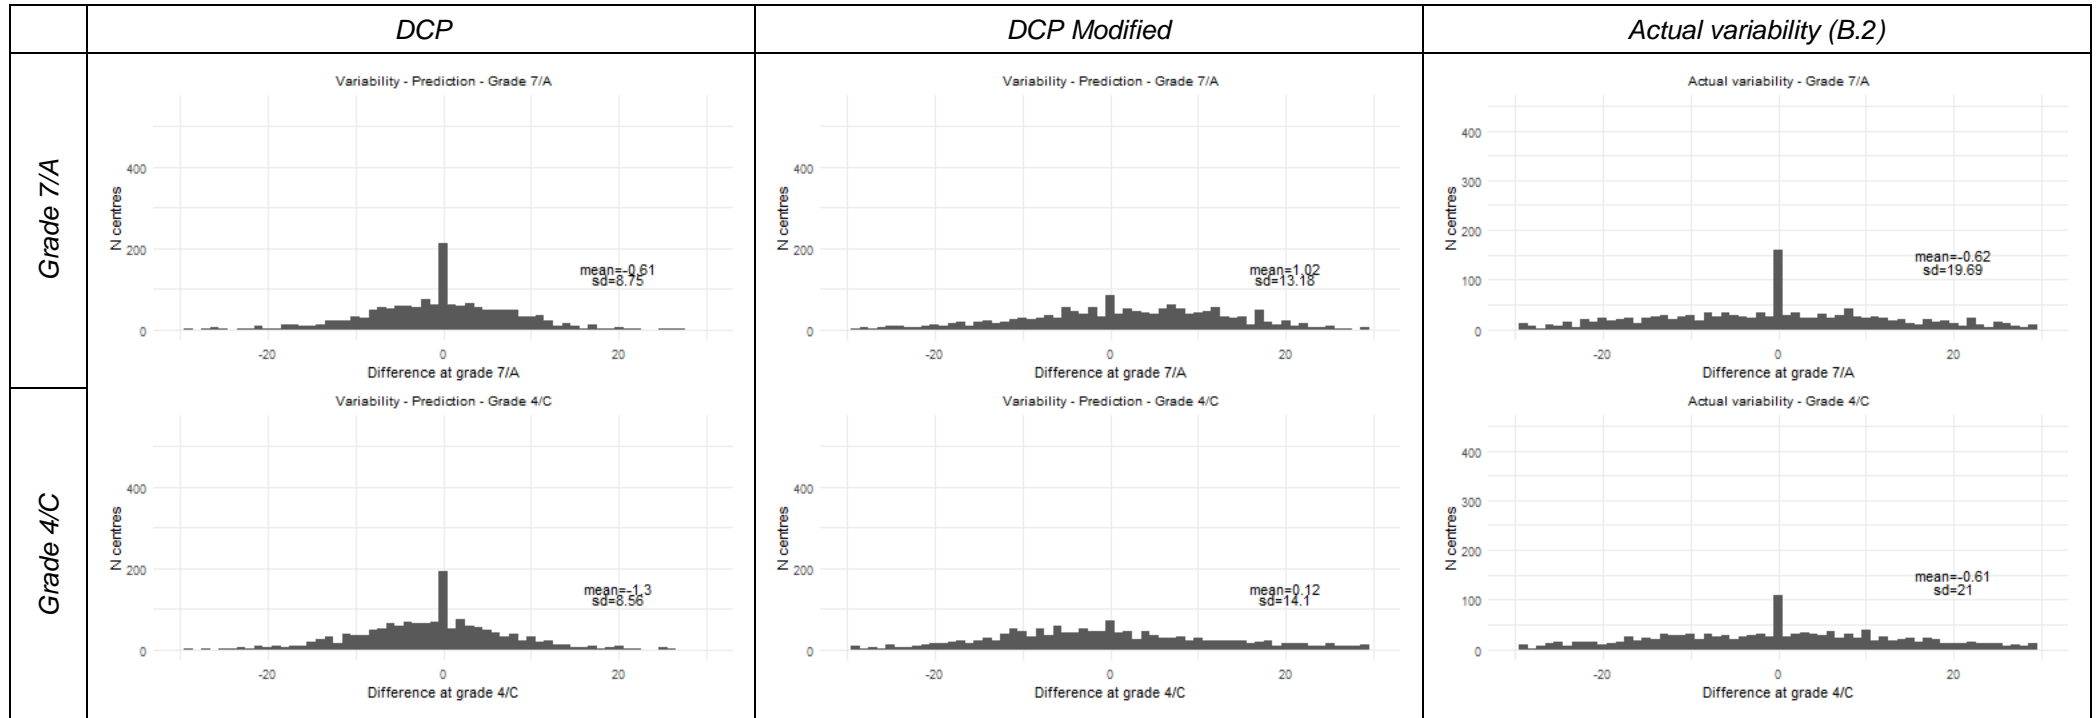 DCP
DCP Modified
Actual variability (B.2)
Grade 7/A
Variability - Prediction - Grade 7/A
400
200
0
N centres
mean=-0.61
sd=8.75
-20
0
20
Difference at grade 7/A
Variability - Prediction - Grade 7/A
400
200
0
N centres
mean=1.02
sd=13.18
-20
0
20
Difference at grade 7/A
Actual variability - Grade 7/A
400
300
200
100
0
N centres
mean=-0.62
sd=19.69
-20
0
20
Difference at grade 7/A
Grade 4/C
Variability - Prediction - Grade 4/C
400
200
0
N centres
mean=-1.3
sd=8.56
-20
0
20
Difference at grade 4/C
Variability - Prediction - Grade 4/C
400
200
0
N centres
mean=0.12
sd=14.1
-20
0
20
Difference at grade 4/C
Actual variability - Grade 4/C
400
300
200
100
0
N centres
mean=-0.61
sd=21
-20
0
20
Difference at grade 4/C